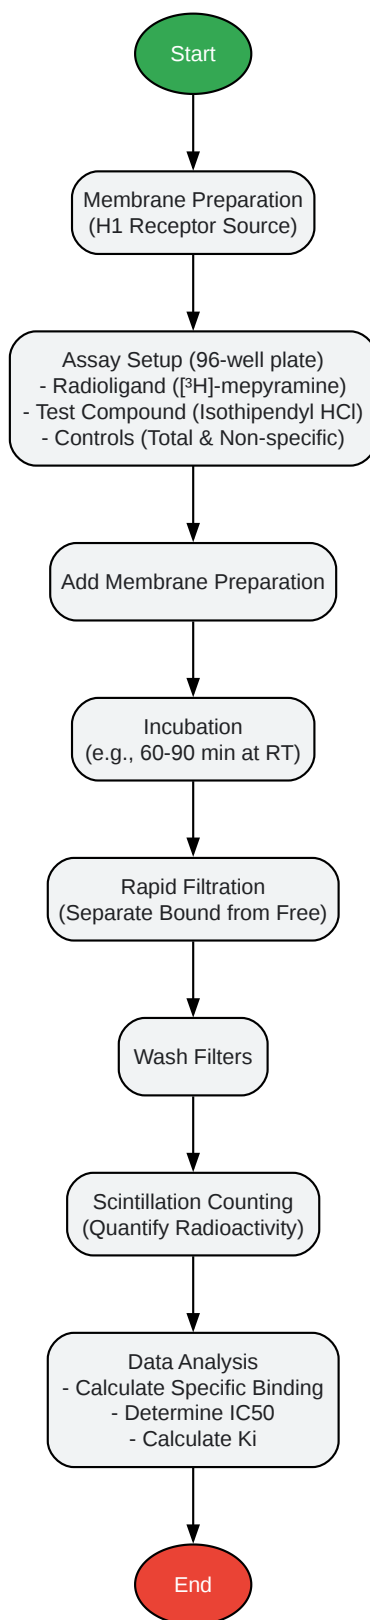 Start
Membrane Preparation
(H1 Receptor Source)
Assay Setup (96-well plate)
- Radioligand ([³H]-mepyramine)
- Test Compound (Isothipendyl HCl)
- Controls (Total & Non-specific)
Add Membrane Preparation
Incubation
(e.g., 60-90 min at RT)
Rapid Filtration
(Separate Bound from Free)
Wash Filters
Scintillation Counting
(Quantify Radioactivity)
Data Analysis
- Calculate Specific Binding
- Determine IC50
- Calculate Ki
End